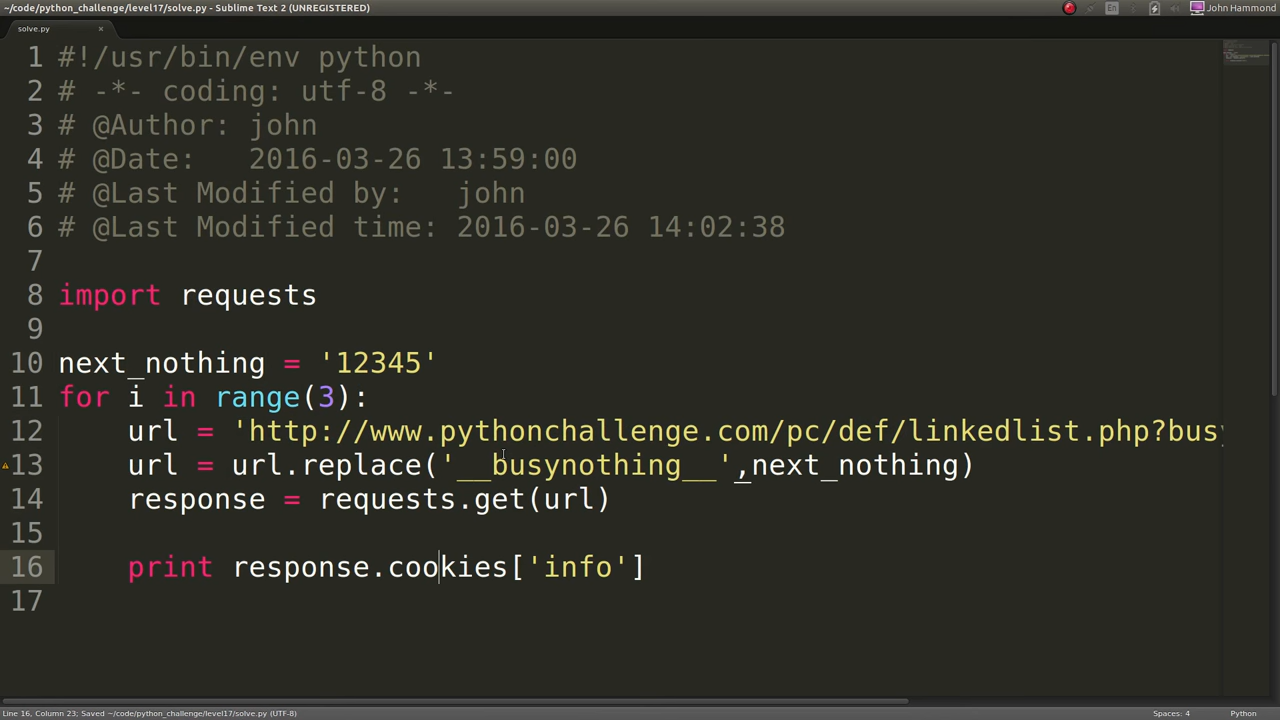 ~/code/python_challenge/level17/solve.py - Sublime Text 2 (UNREGISTERED)
En
John Hammond
solve.py
×
1 #!/usr/bin/env python
2 # -*- coding: utf-8 -*-
3 # @Author: john
4 # @Date:   2016-03-26 13:59:00
5 # @Last Modified by:   john
6 # @Last Modified time: 2016-03-26 14:02:38
7
8 import requests
9
10 next_nothing = '12345'
11 for i in range(3):
12     url = 'http://www.pythonchallenge.com/pc/def/linkedlist.php?busy
13     url = url.replace('__busynothing__',next_nothing)
14     response = requests.get(url)
15
16     print response.cookies['info']
17
Line 16, Column 23; Saved ~/code/python_challenge/level17/solve.py (UTF-8)
Spaces: 4
Python